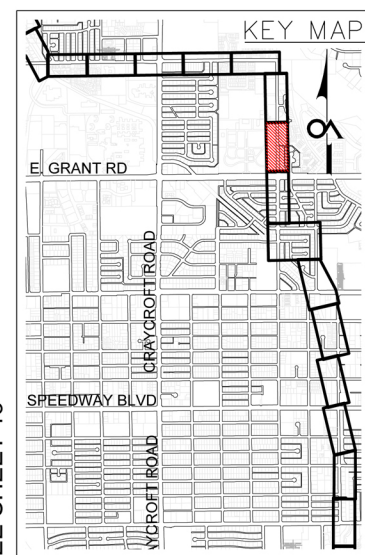 KEY MAP
E. GRANT RD
CRAYCROFT ROAD
SPEEDWAY BLVD
YCROFT ROAD